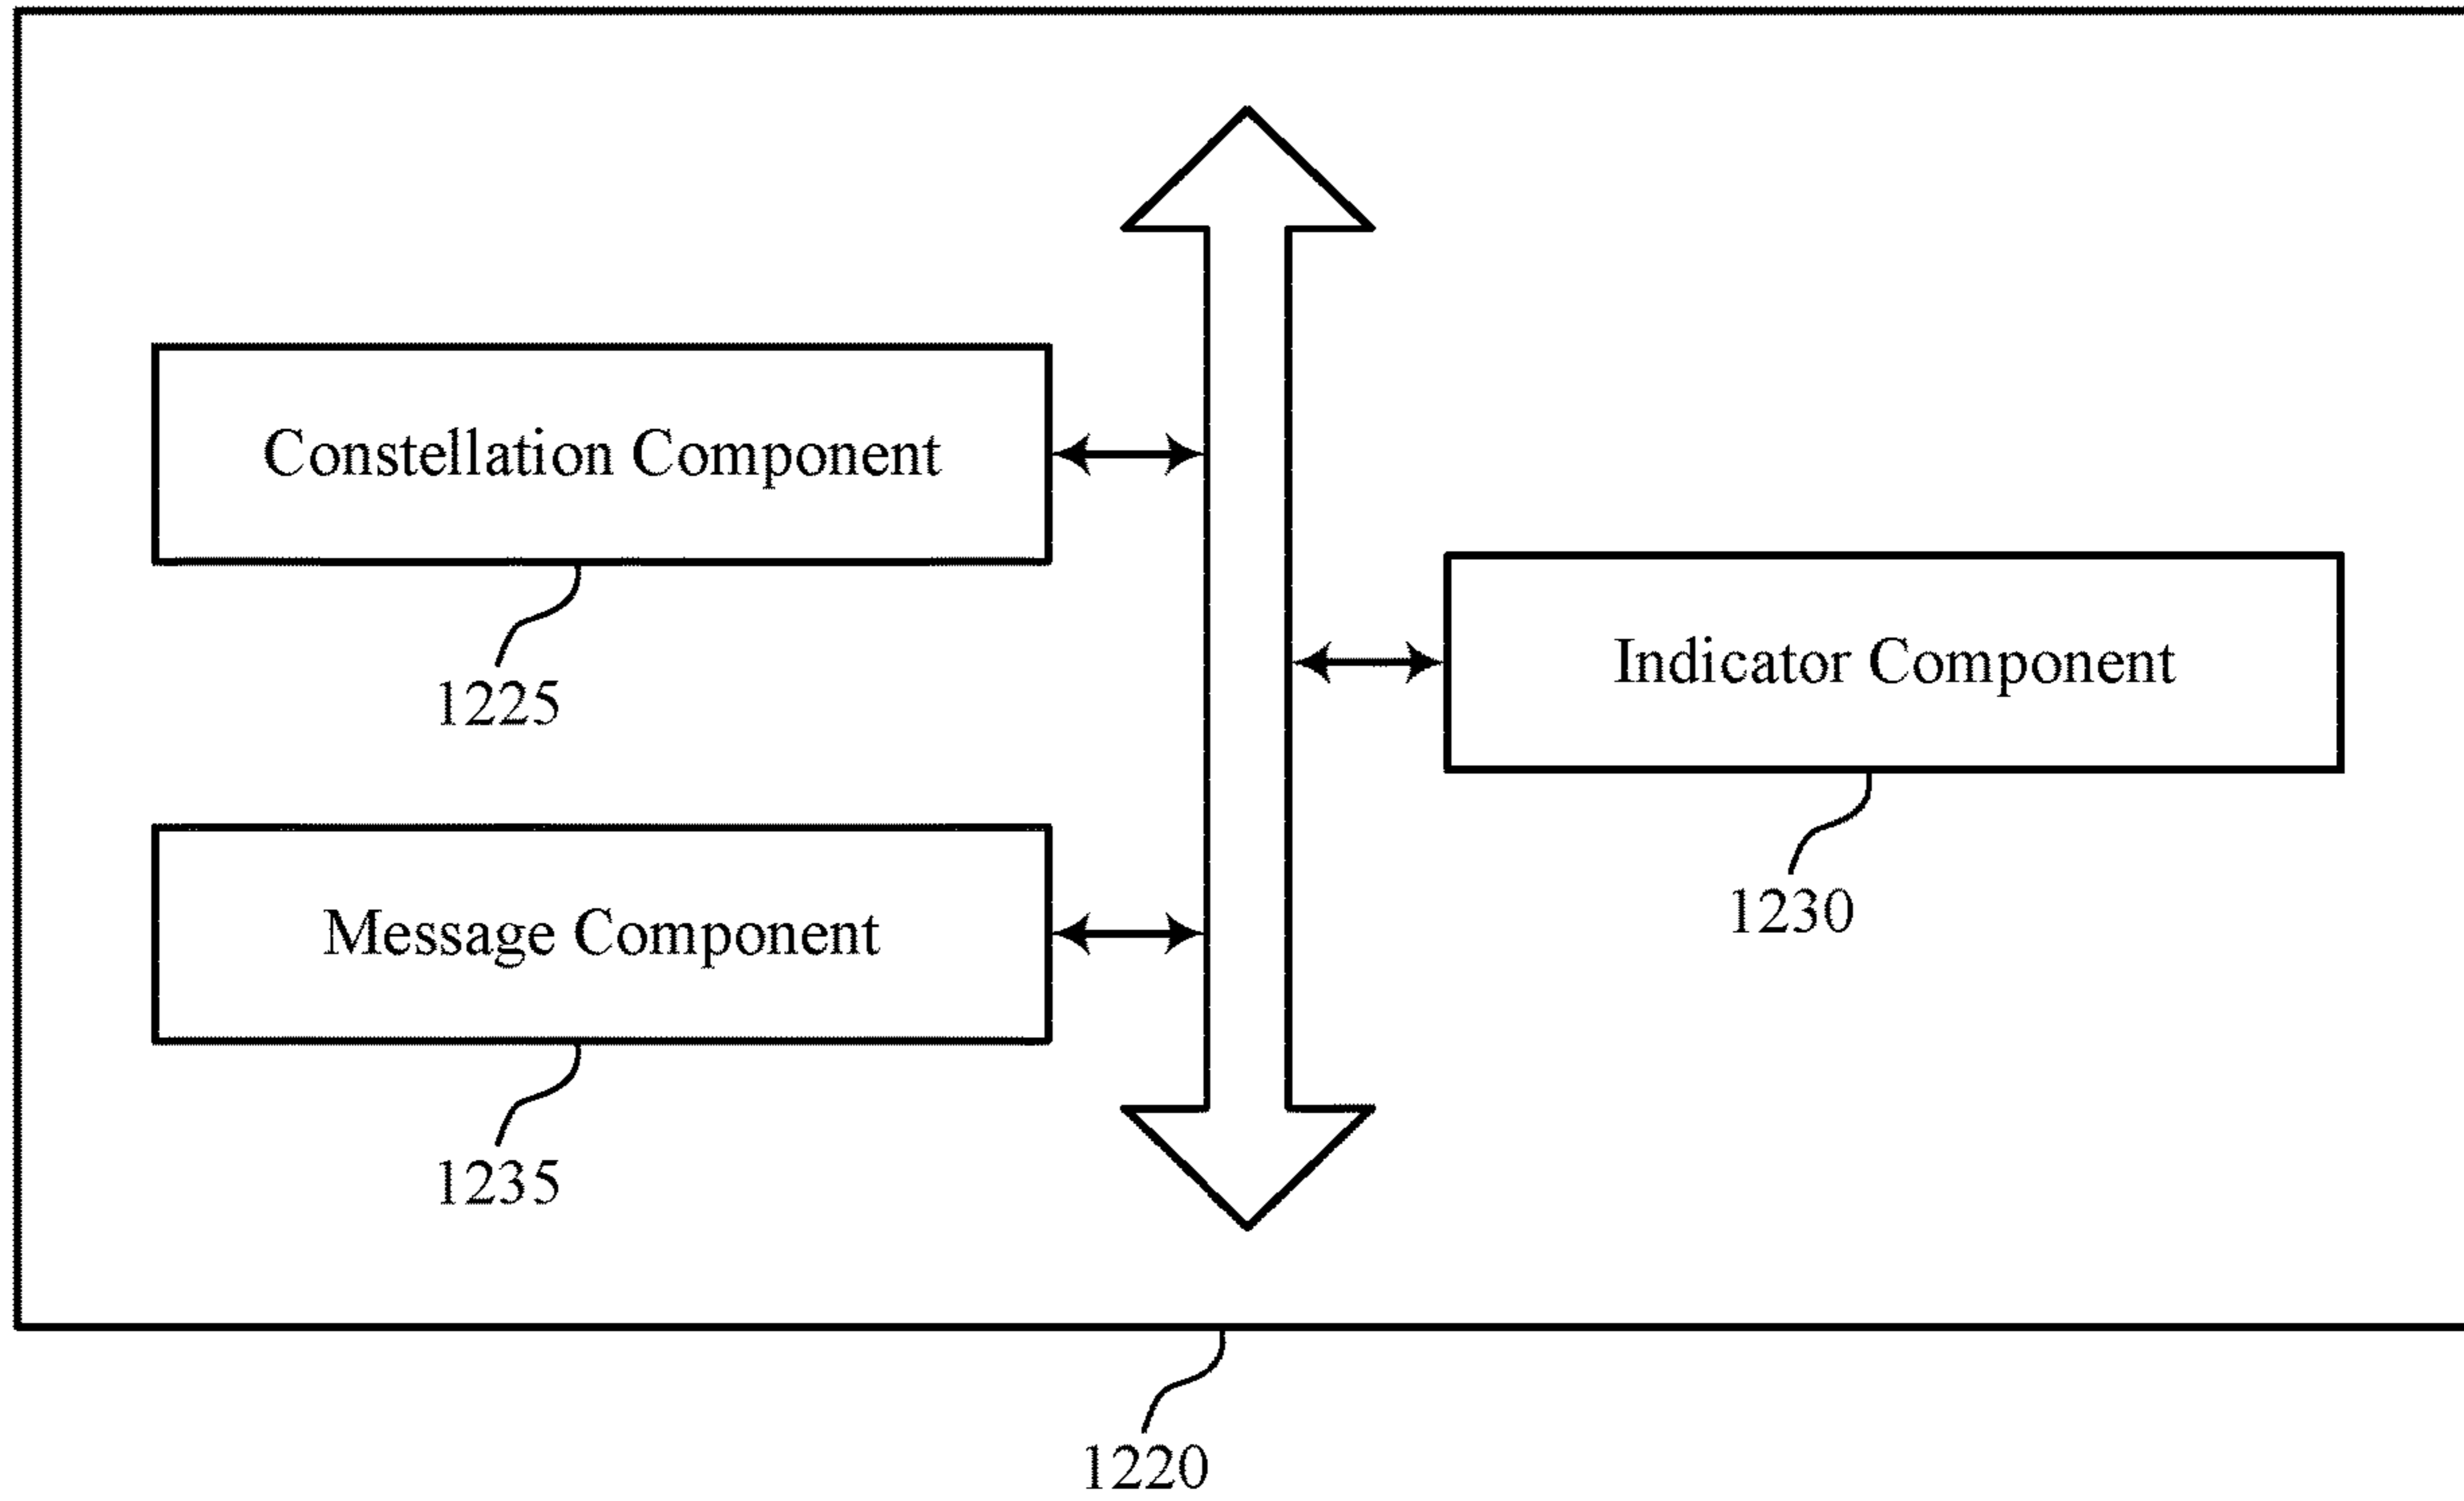 Constellation Component
1225
Indicator Component
1230
Message Component
1235
1220